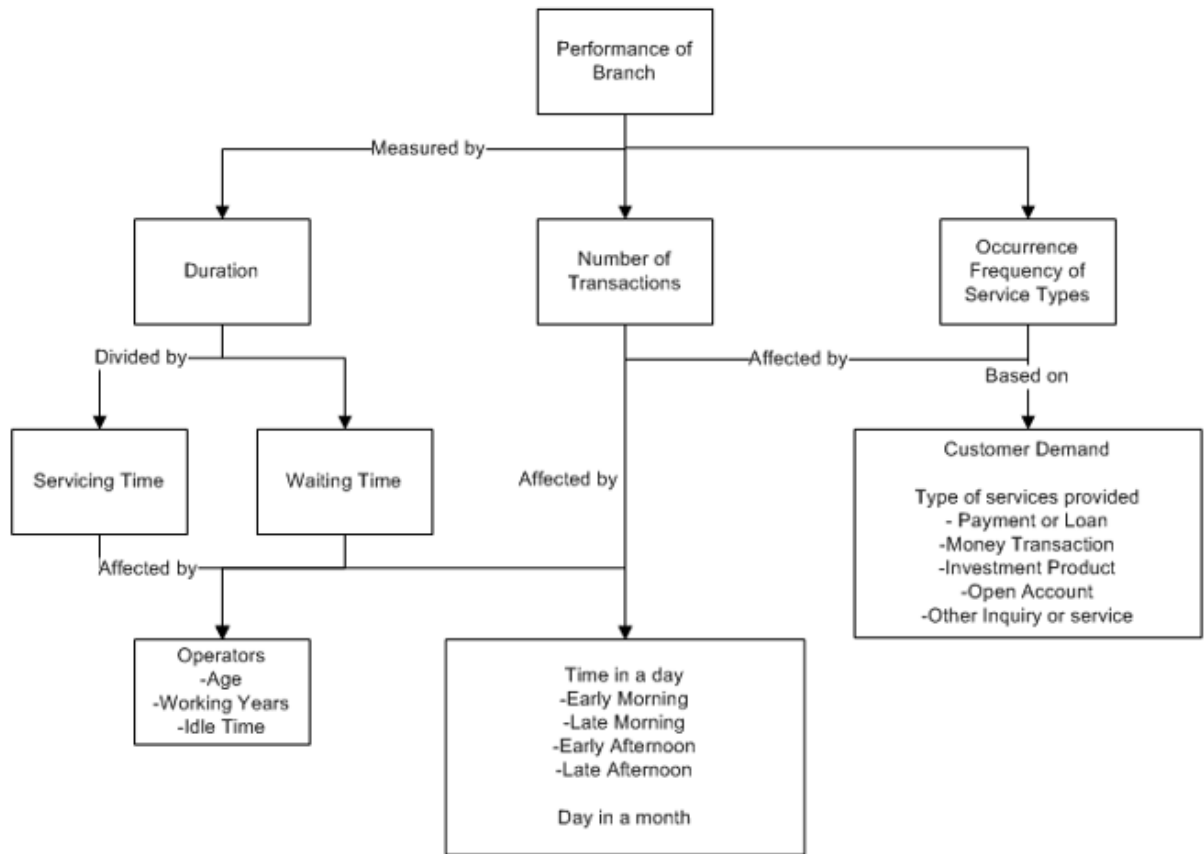 Performance of
Branch
Measured by
Duration
Number of
Transactions
Occurrence
Frequency of
Service Types
Divided by
Affected by
Based on
Servicing Time
Waiting Time
Affected by
Customer Demand
Type of services provided
- Payment or Loan
-Money Transaction
-Investment Product
-Open Account
-Other Inquiry or service
Affected by
Operators
-Age
-Working Years
-Idle Time
Time in a day
-Early Morning
-Late Morning
-Early Afternoon
-Late Afternoon
Day in a month